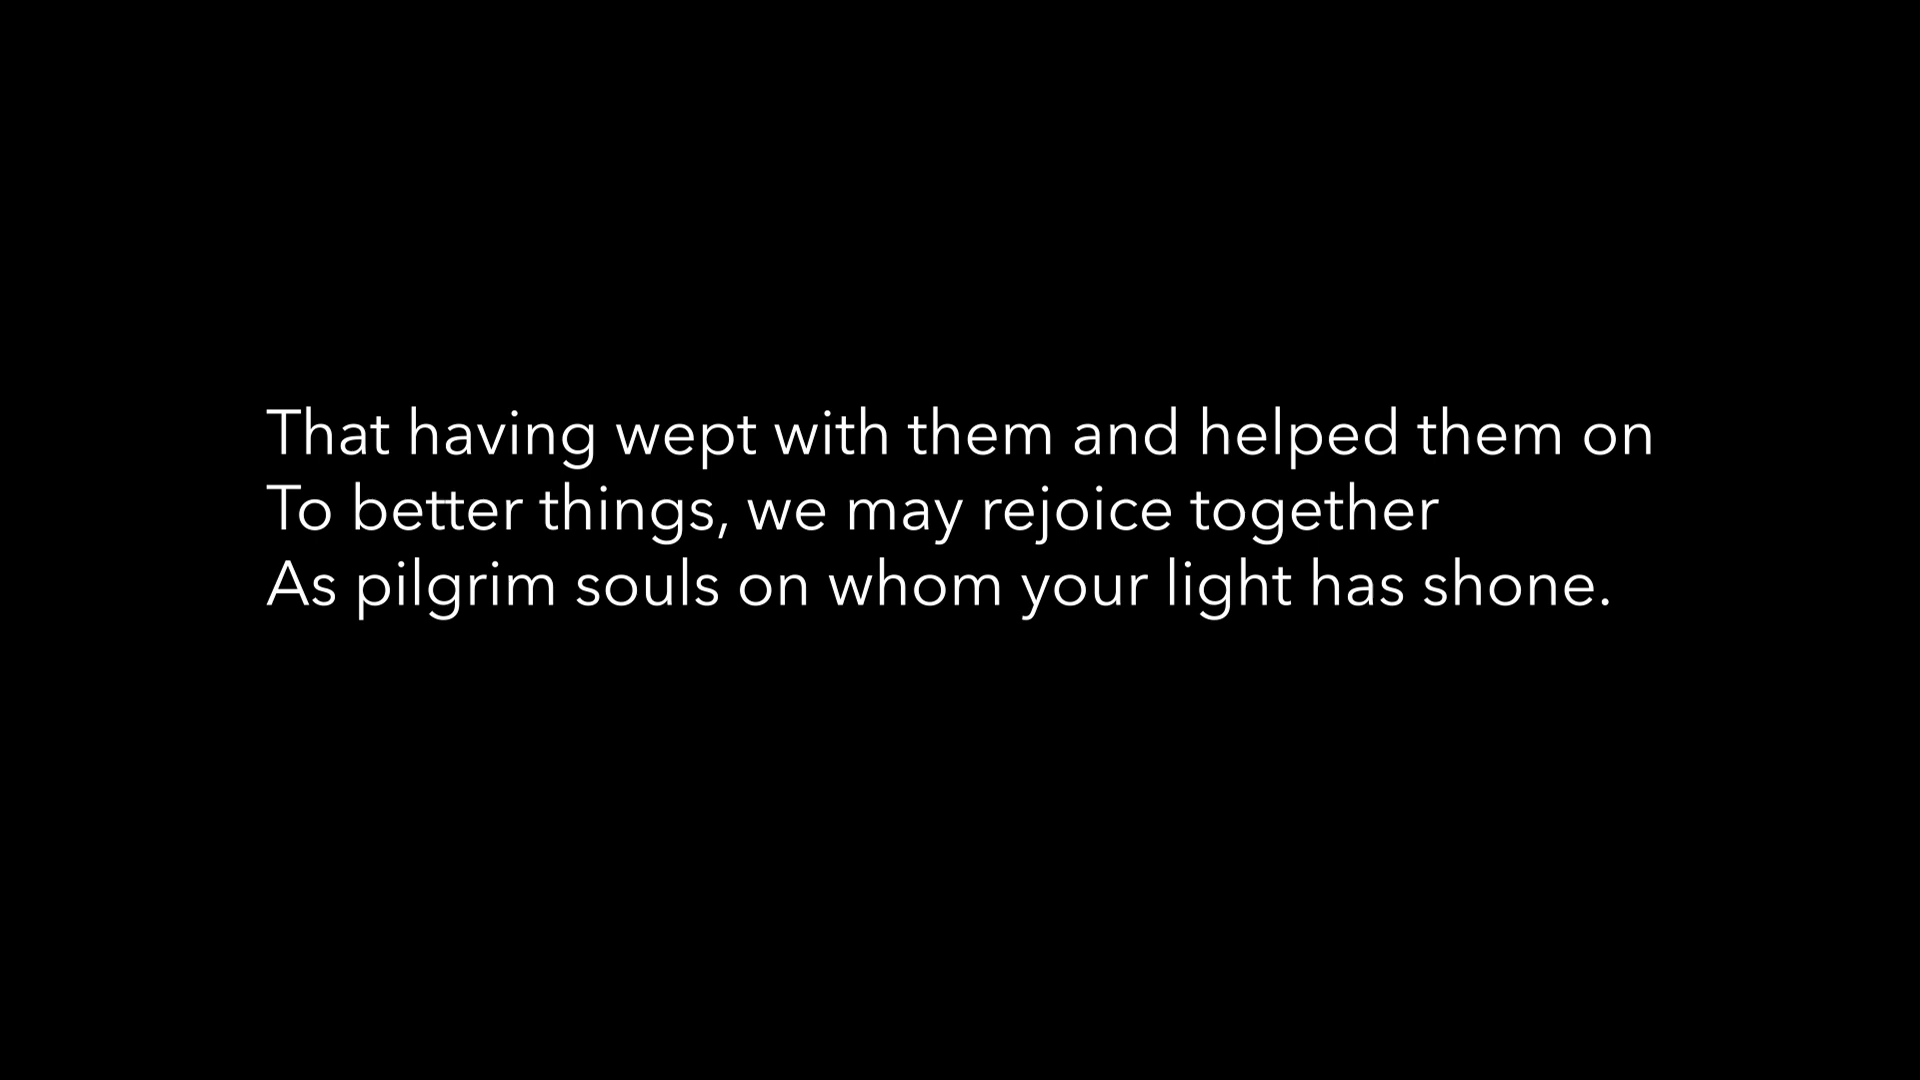 That having wept with them and helped them on
To better things, we may rejoice together
As pilgrim souls on whom your light has shone.